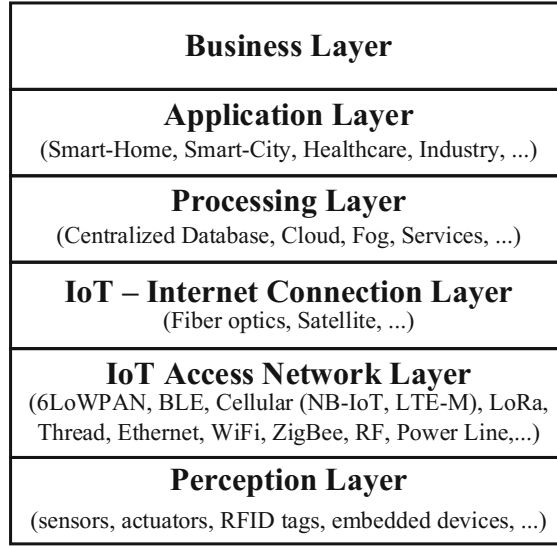 Business Layer
Application Layer
(Smart-Home, Smart-City, Healthcare, Industry, ...)
Processing Layer
(Centralized Database, Cloud, Fog, Services, ...)
IoT – Internet Connection Layer
(Fiber optics, Satellite, ...)
IoT Access Network Layer
(6LoWPAN, BLE, Cellular (NB-IoT, LTE-M), LoRa,
Thread, Ethernet, WiFi, ZigBee, RF, Power Line,...)
Perception Layer
(sensors, actuators, RFID tags, embedded devices, ...)